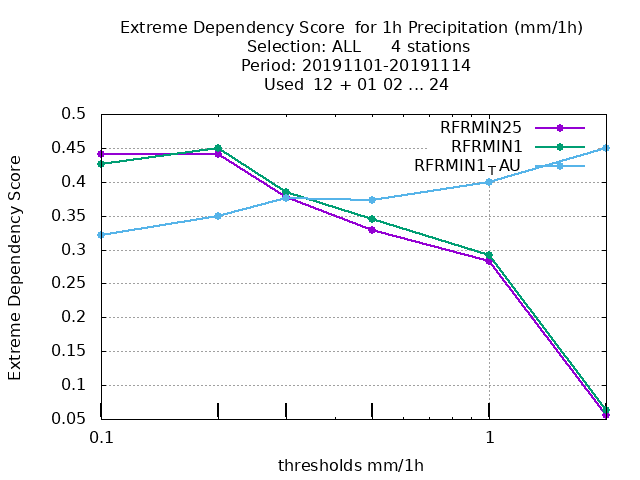 Extreme Dependency Score for 1h Precipitation (mm/1h)
Selection: ALL 4 stations
Period: 20191101-20191114
Used 12 + 01 02 ... 24
RFRMIN25
RFRMIN1
RFRMIN1TAU
Extreme Dependency Score
0.5
0.45
0.4
0.35
0.3
0.25
0.2
0.15
0.1
0.05
0.1 1
thresholds mm/1h